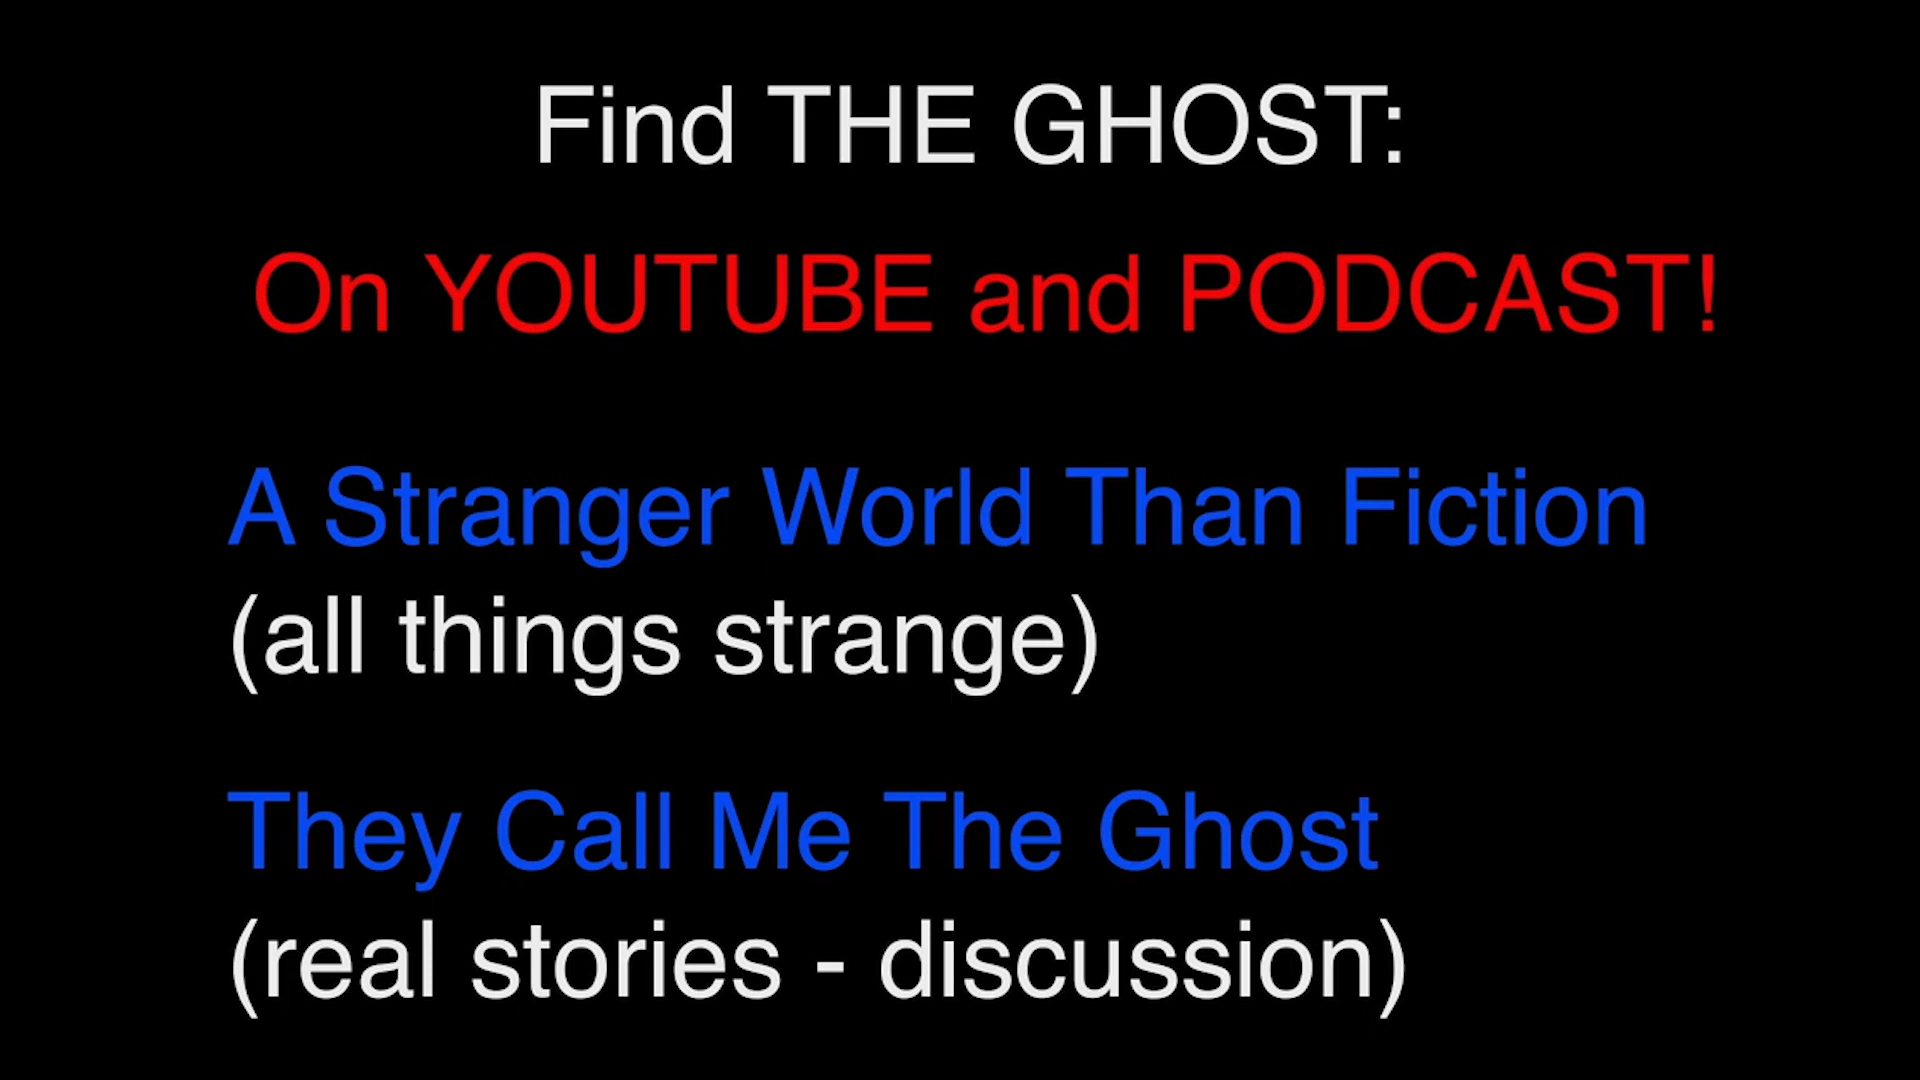 Find THE GHOST:
On YOUTUBE and PODCAST!
A Stranger World Than Fiction
(all things strange)
They Call Me The Ghost
(real stories - discussion)